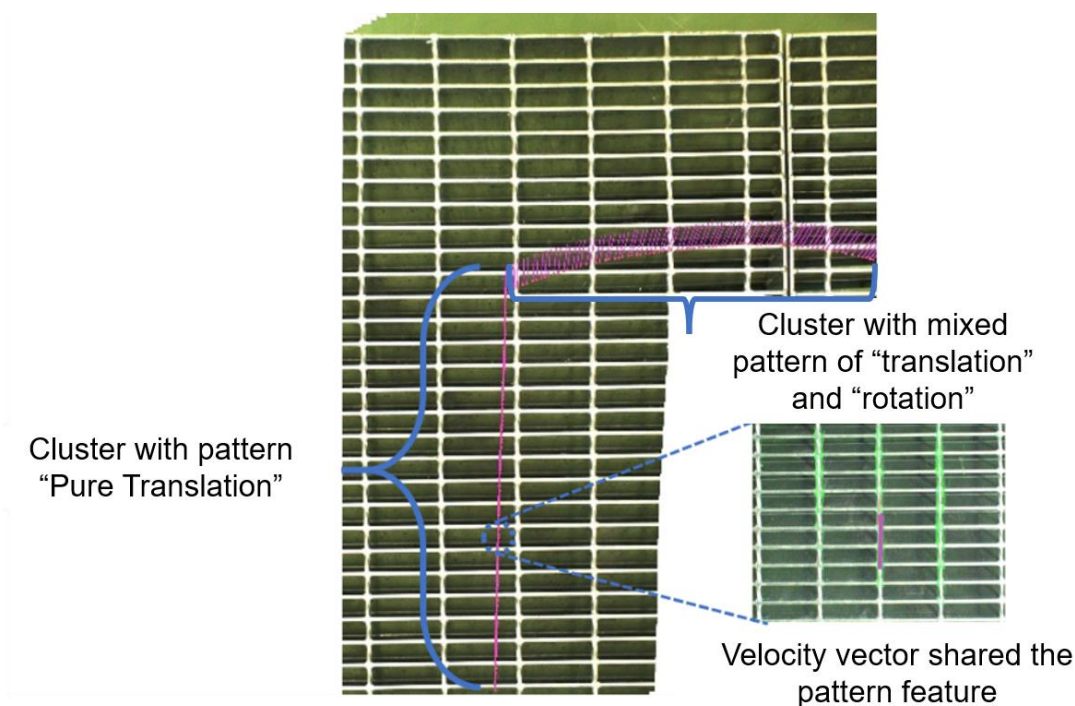 Cluster with mixed
pattern of “translation”
and “rotation”
Cluster with pattern
“Pure Translation”
Velocity vector shared the
pattern feature